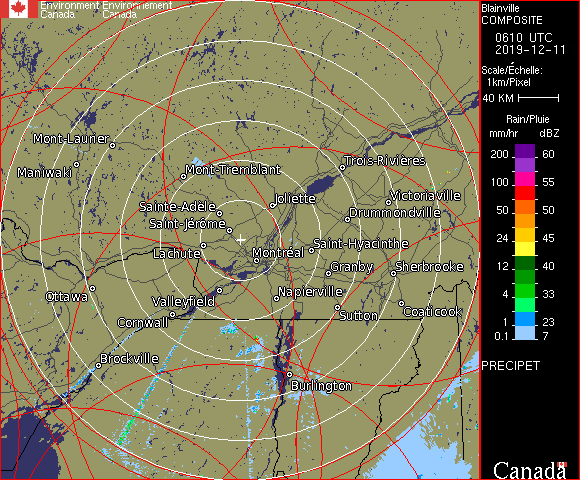 Environment Environnement
Canada Canada
Blainville
COMPOSITE
0610 UTC
2019-12-11
Scale/Échelle:
1km/Pixel
40 KM
Rain/Pluie
mm/hr dBZ
200 60
100 55
50 50
24 45
12 40
4 33
1 23
0.1 7
PRECIPET
Mont-Laurier
Maniwaki
Mont-Tremblant
Trois-Rivières
Joliette
Victoriaville
Sainte-Adèle
Drummondville
Saint-Jérôme
Saint-Hyacinthe
Lachute
Montréal
Granby
Sherbrooke
Ottawa
Valleyfield
Napierville
Sutton
Coaticook
Cornwall
Brockville
Burlington
Canada